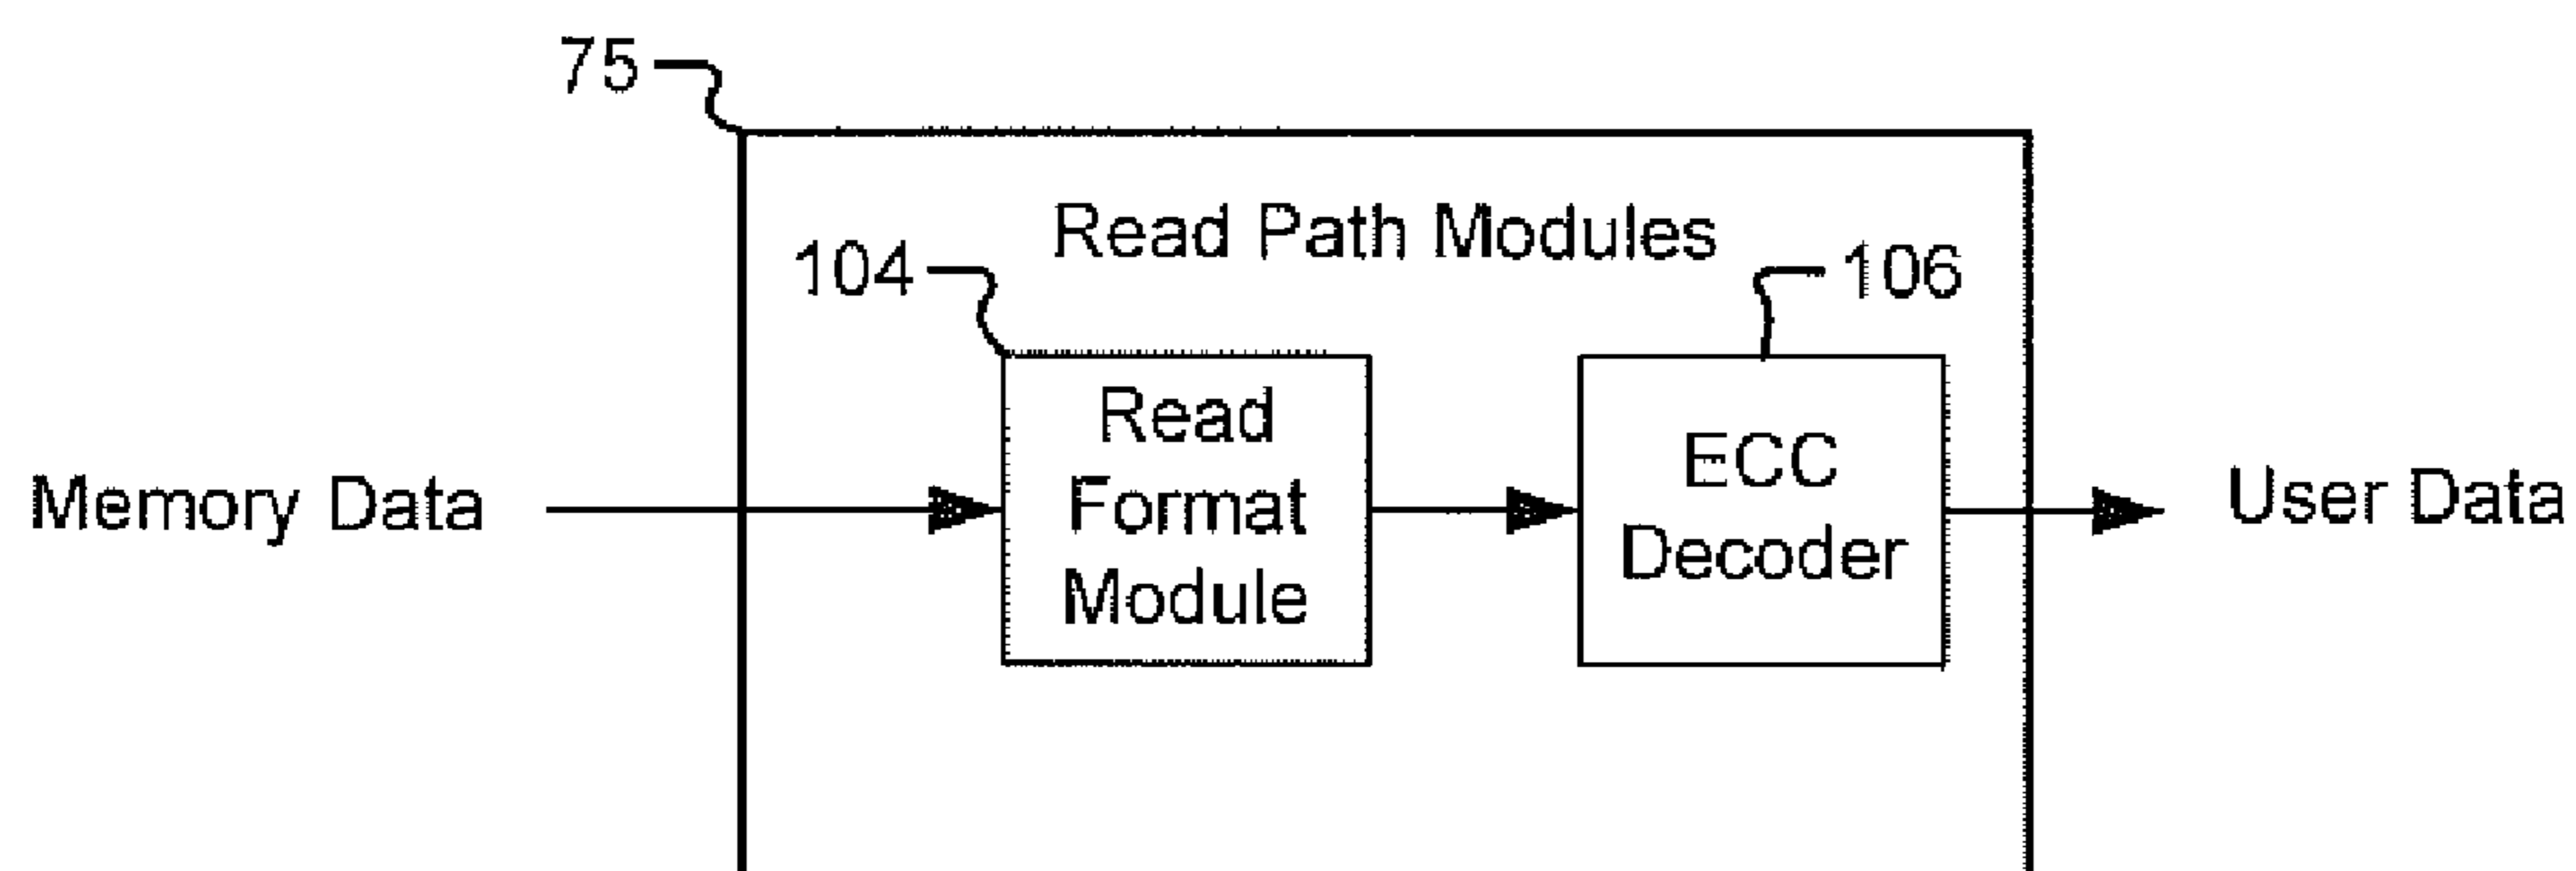 75
Read Path Modules
104
106
Read
Format
Module
ECC
Decoder
Memory Data
User Data